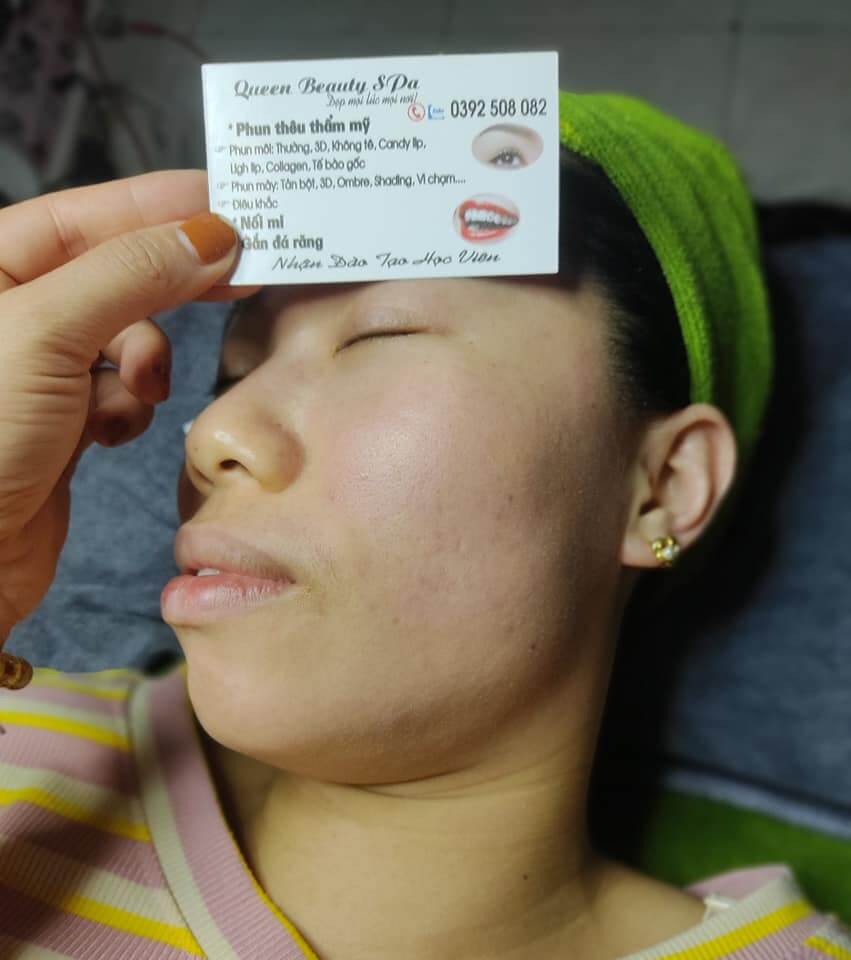 Queen Beauty SPa
Đẹp mọi lúc mọi nơi!
0392 508 082
* Phun thêu thẩm mỹ
☞ Phun môi: Thường, 3D, Không tê, Candy lip,
Ligh lip, Collagen, Tế bào gốc
☞ Phun mày: Tán bột, 3D, Ombre, Shading, Vi chạm....
☞ Điêu khắc
* Nối mi
Gắn đá răng
Nhận Đào Tạo Học Viên